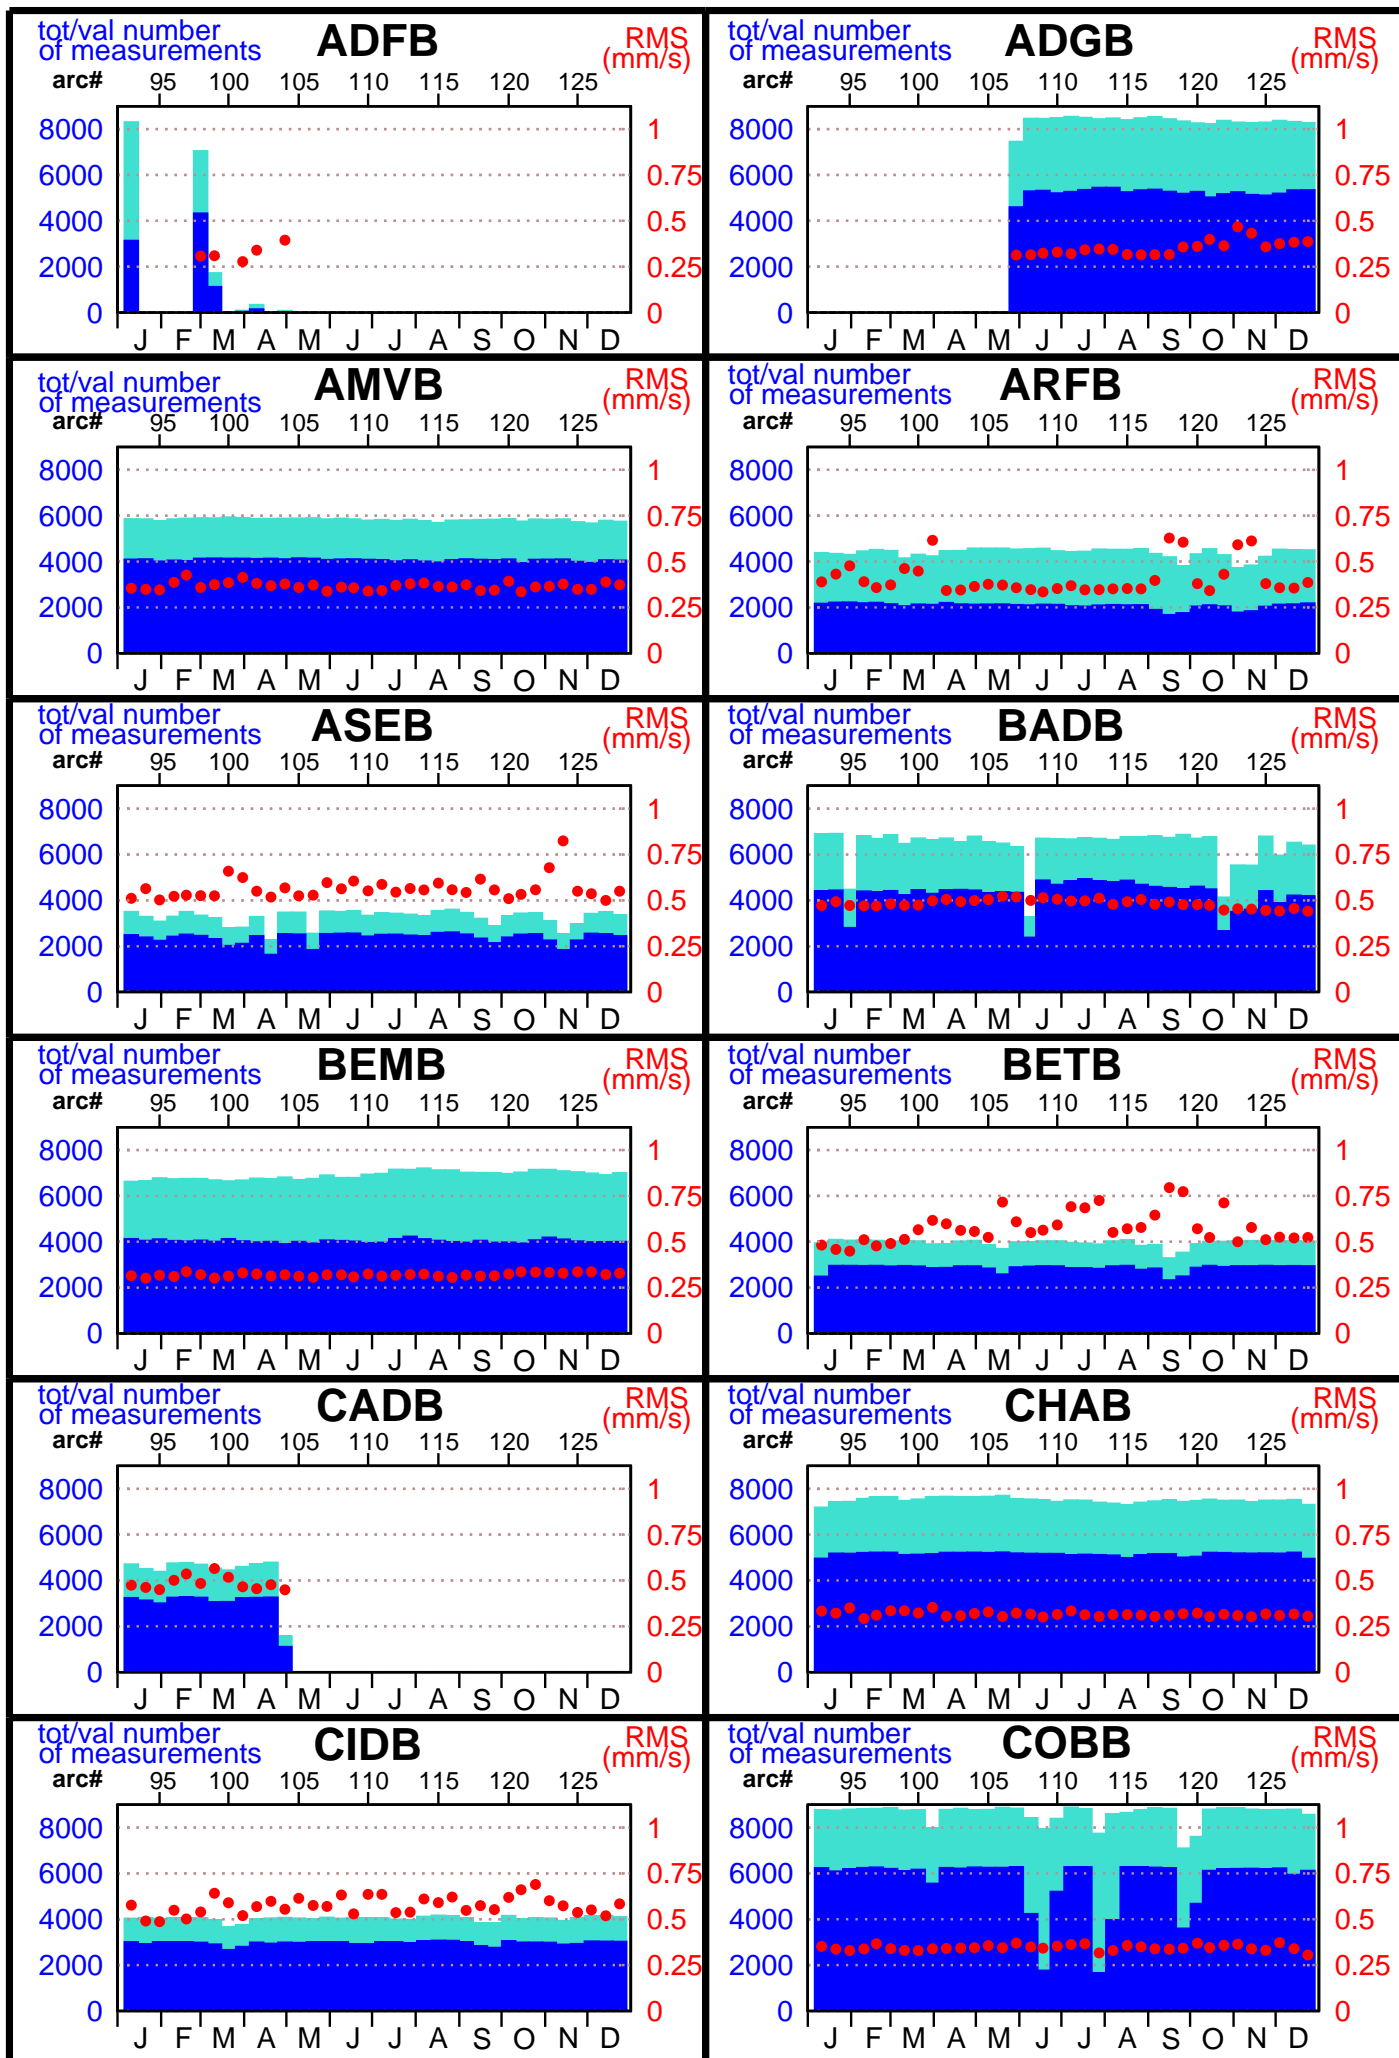 tot/val number
of measurements
ADFB
RMS
(mm/s)
arc#
95 100 105 110 115 120 125
8000 1
6000 0.75
4000 0.5
2000 0.25
0 0
J F M A M J J A S O N D
tot/val number
of measurements
ADGB
RMS
(mm/s)
arc#
95 100 105 110 115 120 125
8000 1
6000 0.75
4000 0.5
2000 0.25
0 0
J F M A M J J A S O N D
tot/val number
of measurements
AMVB
RMS
(mm/s)
arc#
95 100 105 110 115 120 125
8000 1
6000 0.75
4000 0.5
2000 0.25
0 0
J F M A M J J A S O N D
tot/val number
of measurements
ARFB
RMS
(mm/s)
arc#
95 100 105 110 115 120 125
8000 1
6000 0.75
4000 0.5
2000 0.25
0 0
J F M A M J J A S O N D
tot/val number
of measurements
ASEB
RMS
(mm/s)
arc#
95 100 105 110 115 120 125
8000 1
6000 0.75
4000 0.5
2000 0.25
0 0
J F M A M J J A S O N D
tot/val number
of measurements
BADB
RMS
(mm/s)
arc#
95 100 105 110 115 120 125
8000 1
6000 0.75
4000 0.5
2000 0.25
0 0
J F M A M J J A S O N D
tot/val number
of measurements
BEMB
RMS
(mm/s)
arc#
95 100 105 110 115 120 125
8000 1
6000 0.75
4000 0.5
2000 0.25
0 0
J F M A M J J A S O N D
tot/val number
of measurements
BETB
RMS
(mm/s)
arc#
95 100 105 110 115 120 125
8000 1
6000 0.75
4000 0.5
2000 0.25
0 0
J F M A M J J A S O N D
tot/val number
of measurements
CADB
RMS
(mm/s)
arc#
95 100 105 110 115 120 125
8000 1
6000 0.75
4000 0.5
2000 0.25
0 0
J F M A M J J A S O N D
tot/val number
of measurements
CHAB
RMS
(mm/s)
arc#
95 100 105 110 115 120 125
8000 1
6000 0.75
4000 0.5
2000 0.25
0 0
J F M A M J J A S O N D
tot/val number
of measurements
CIDB
RMS
(mm/s)
arc#
95 100 105 110 115 120 125
8000 1
6000 0.75
4000 0.5
2000 0.25
0 0
J F M A M J J A S O N D
tot/val number
of measurements
COBB
RMS
(mm/s)
arc#
95 100 105 110 115 120 125
8000 1
6000 0.75
4000 0.5
2000 0.25
0 0
J F M A M J J A S O N D